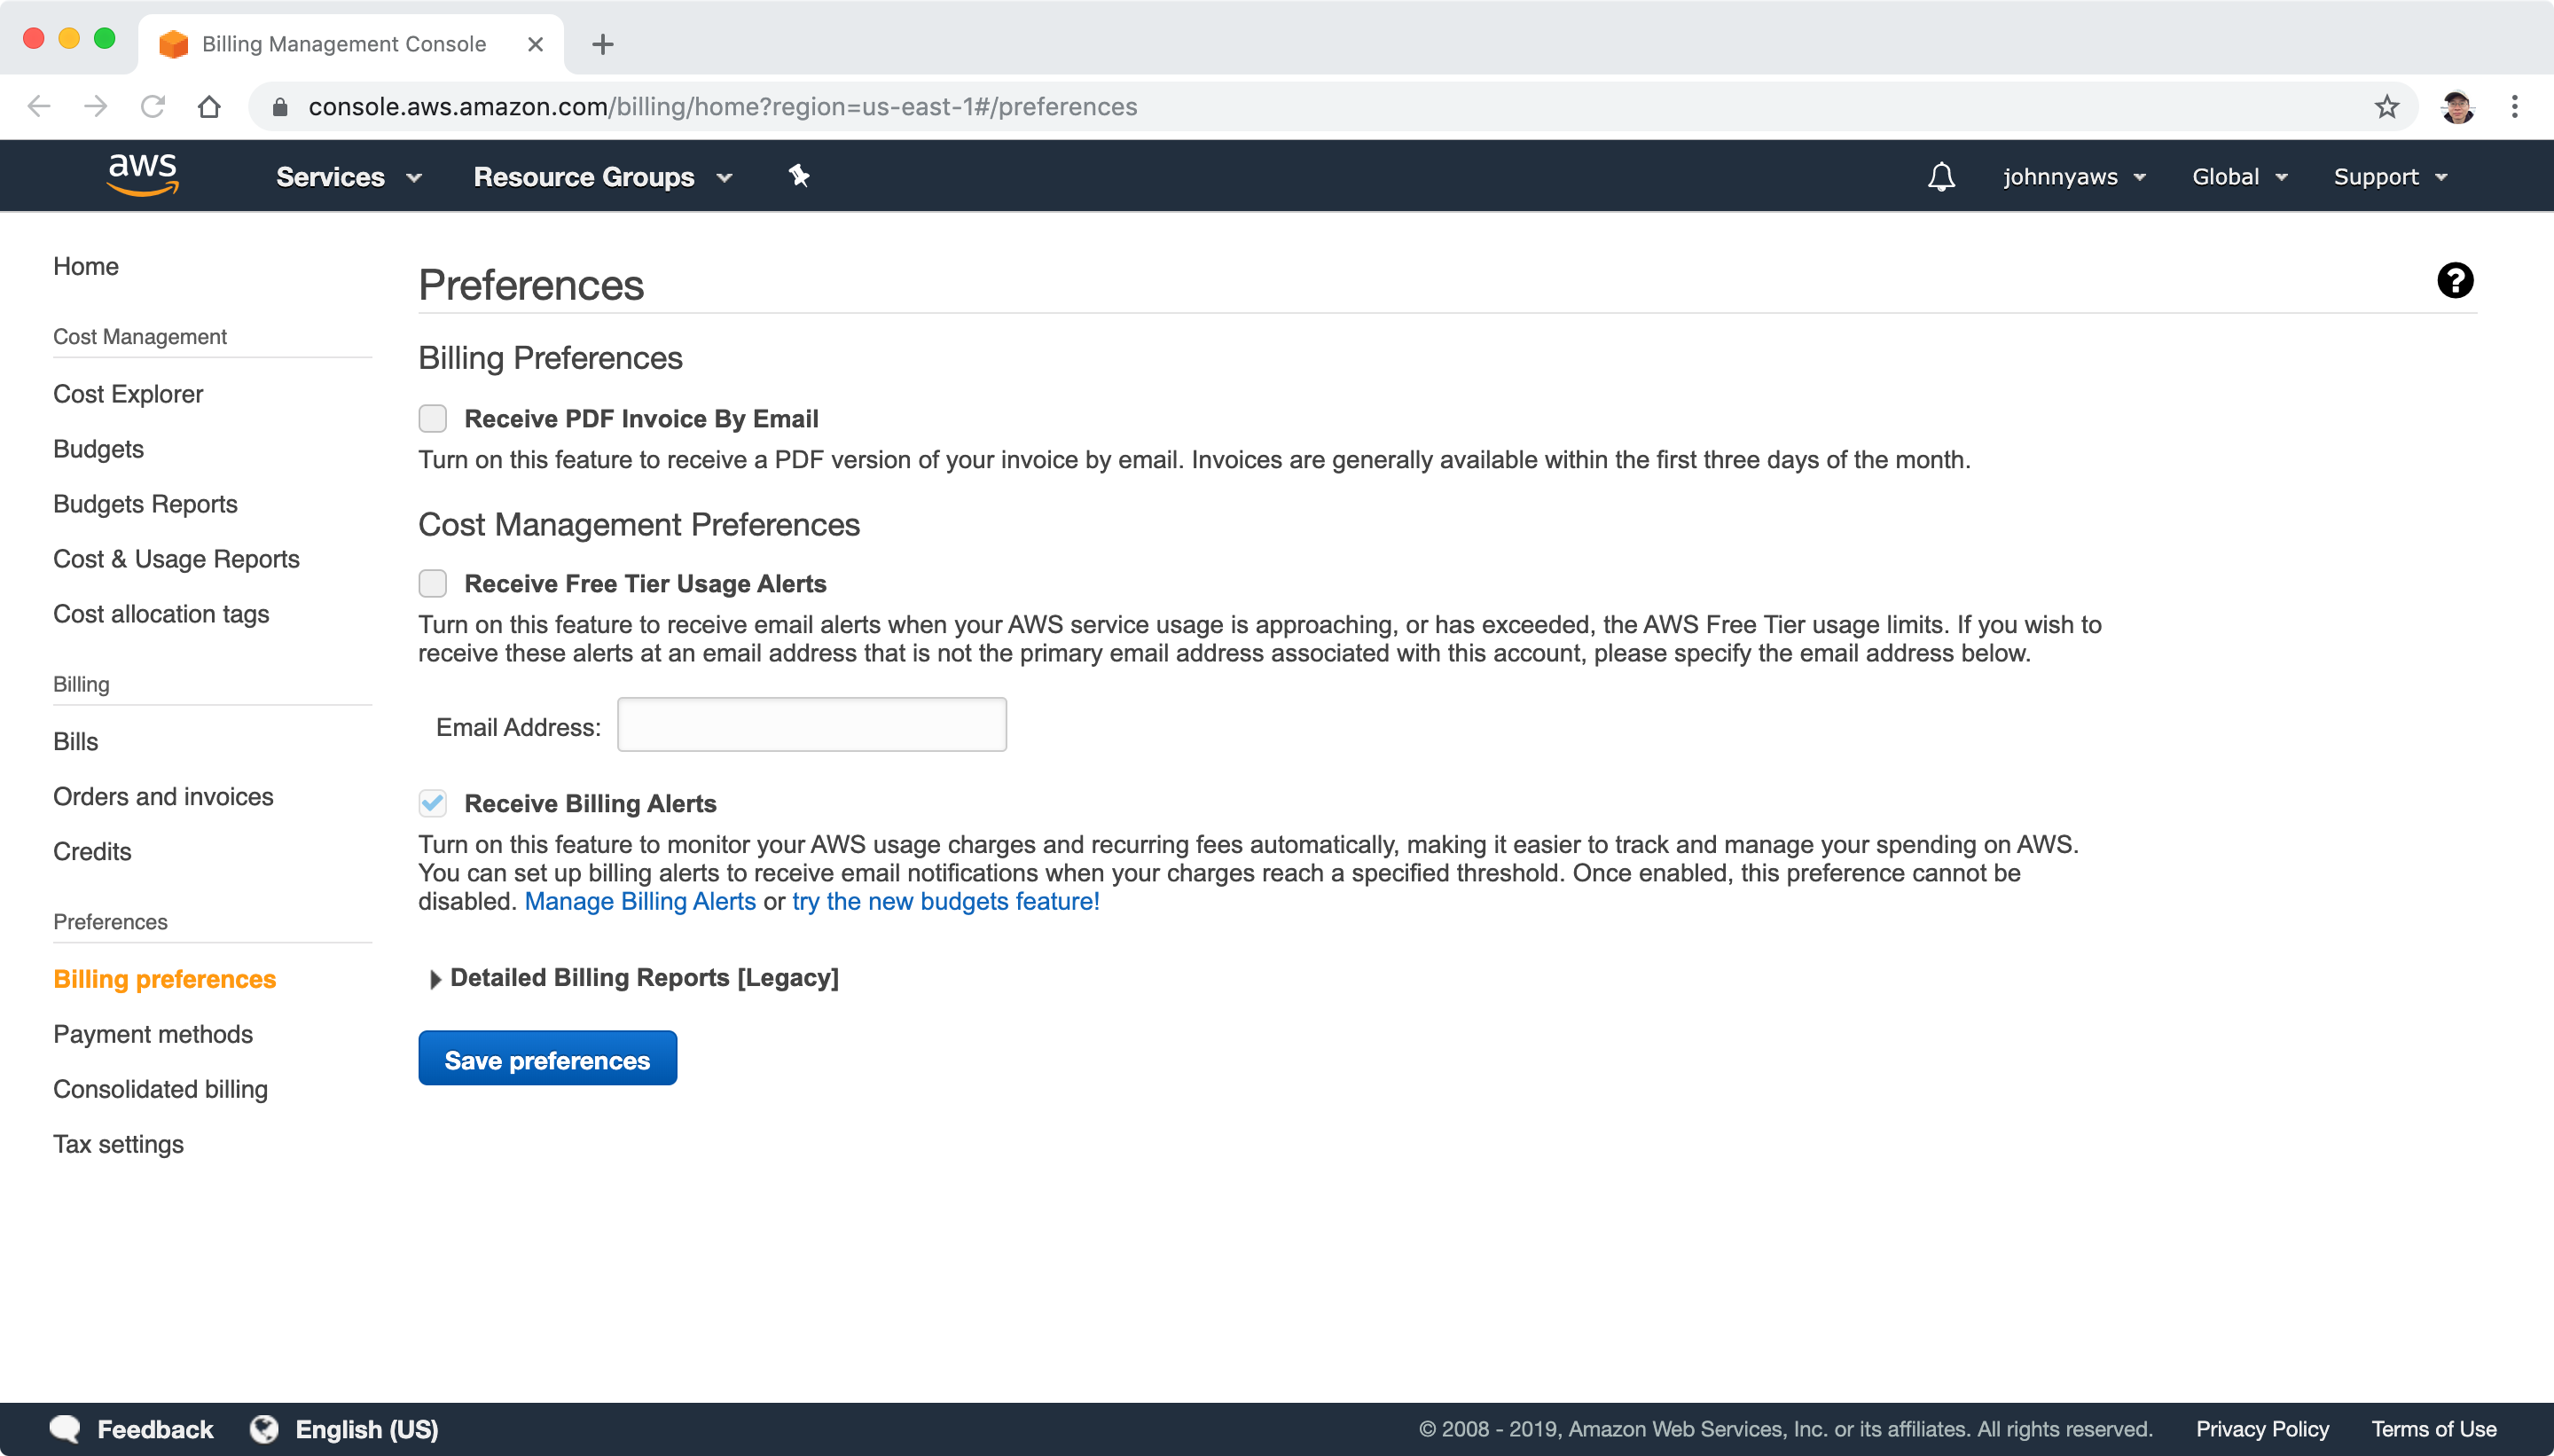 Billing Management Console
console.aws.amazon.com/billing/home?region=us-east-1#/preferences
aws
Services
Resource Groups
johnnyaws
Global
Support
Home
Cost Management
Cost Explorer
Budgets
Budgets Reports
Cost & Usage Reports
Cost allocation tags
Billing
Bills
Orders and invoices
Credits
Preferences
Billing preferences
Payment methods
Consolidated billing
Tax settings
Preferences
?
Billing Preferences
Receive PDF Invoice By Email
Turn on this feature to receive a PDF version of your invoice by email. Invoices are generally available within the first three days of the month.
Cost Management Preferences
Receive Free Tier Usage Alerts
Turn on this feature to receive email alerts when your AWS service usage is approaching, or has exceeded, the AWS Free Tier usage limits. If you wish to
receive these alerts at an email address that is not the primary email address associated with this account, please specify the email address below.
Email Address:
Receive Billing Alerts
Turn on this feature to monitor your AWS usage charges and recurring fees automatically, making it easier to track and manage your spending on AWS.
You can set up billing alerts to receive email notifications when your charges reach a specified threshold. Once enabled, this preference cannot be
disabled. Manage Billing Alerts or try the new budgets feature!
Detailed Billing Reports [Legacy]
Save preferences
Feedback
English (US)
© 2008 - 2019, Amazon Web Services, Inc. or its affiliates. All rights reserved.
Privacy Policy
Terms of Use